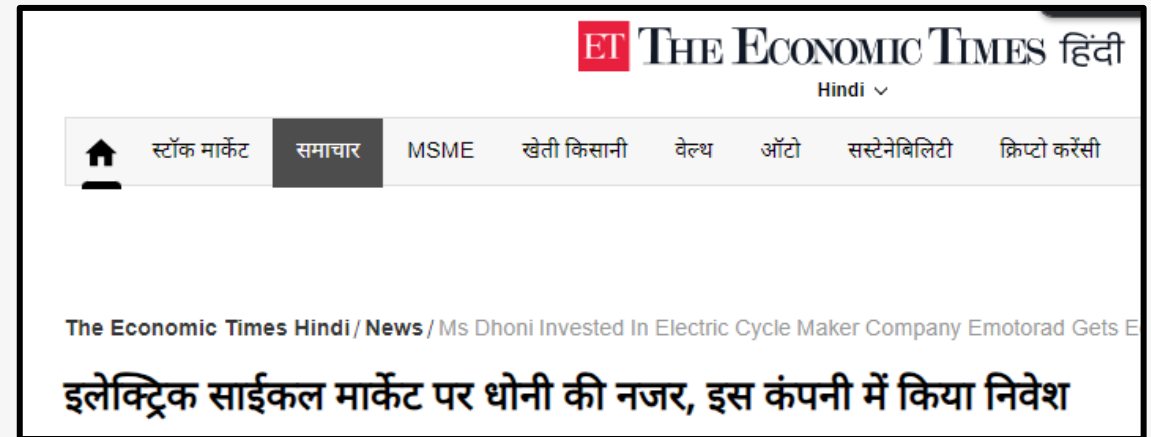 ET THE ECONOMIC TIMES हिंदी
Hindi
स्टॉक मार्केट समाचार MSME खेती किसानी वेल्थ ऑटो सस्टेनेबिलिटी क्रिप्टो करेंसी
The Economic Times Hindi / News / Ms Dhoni Invested In Electric Cycle Maker Company Emotorad Gets E
इलेक्ट्रिक साईकल मार्केट पर धोनी की नजर, इस कंपनी में किया निवेश